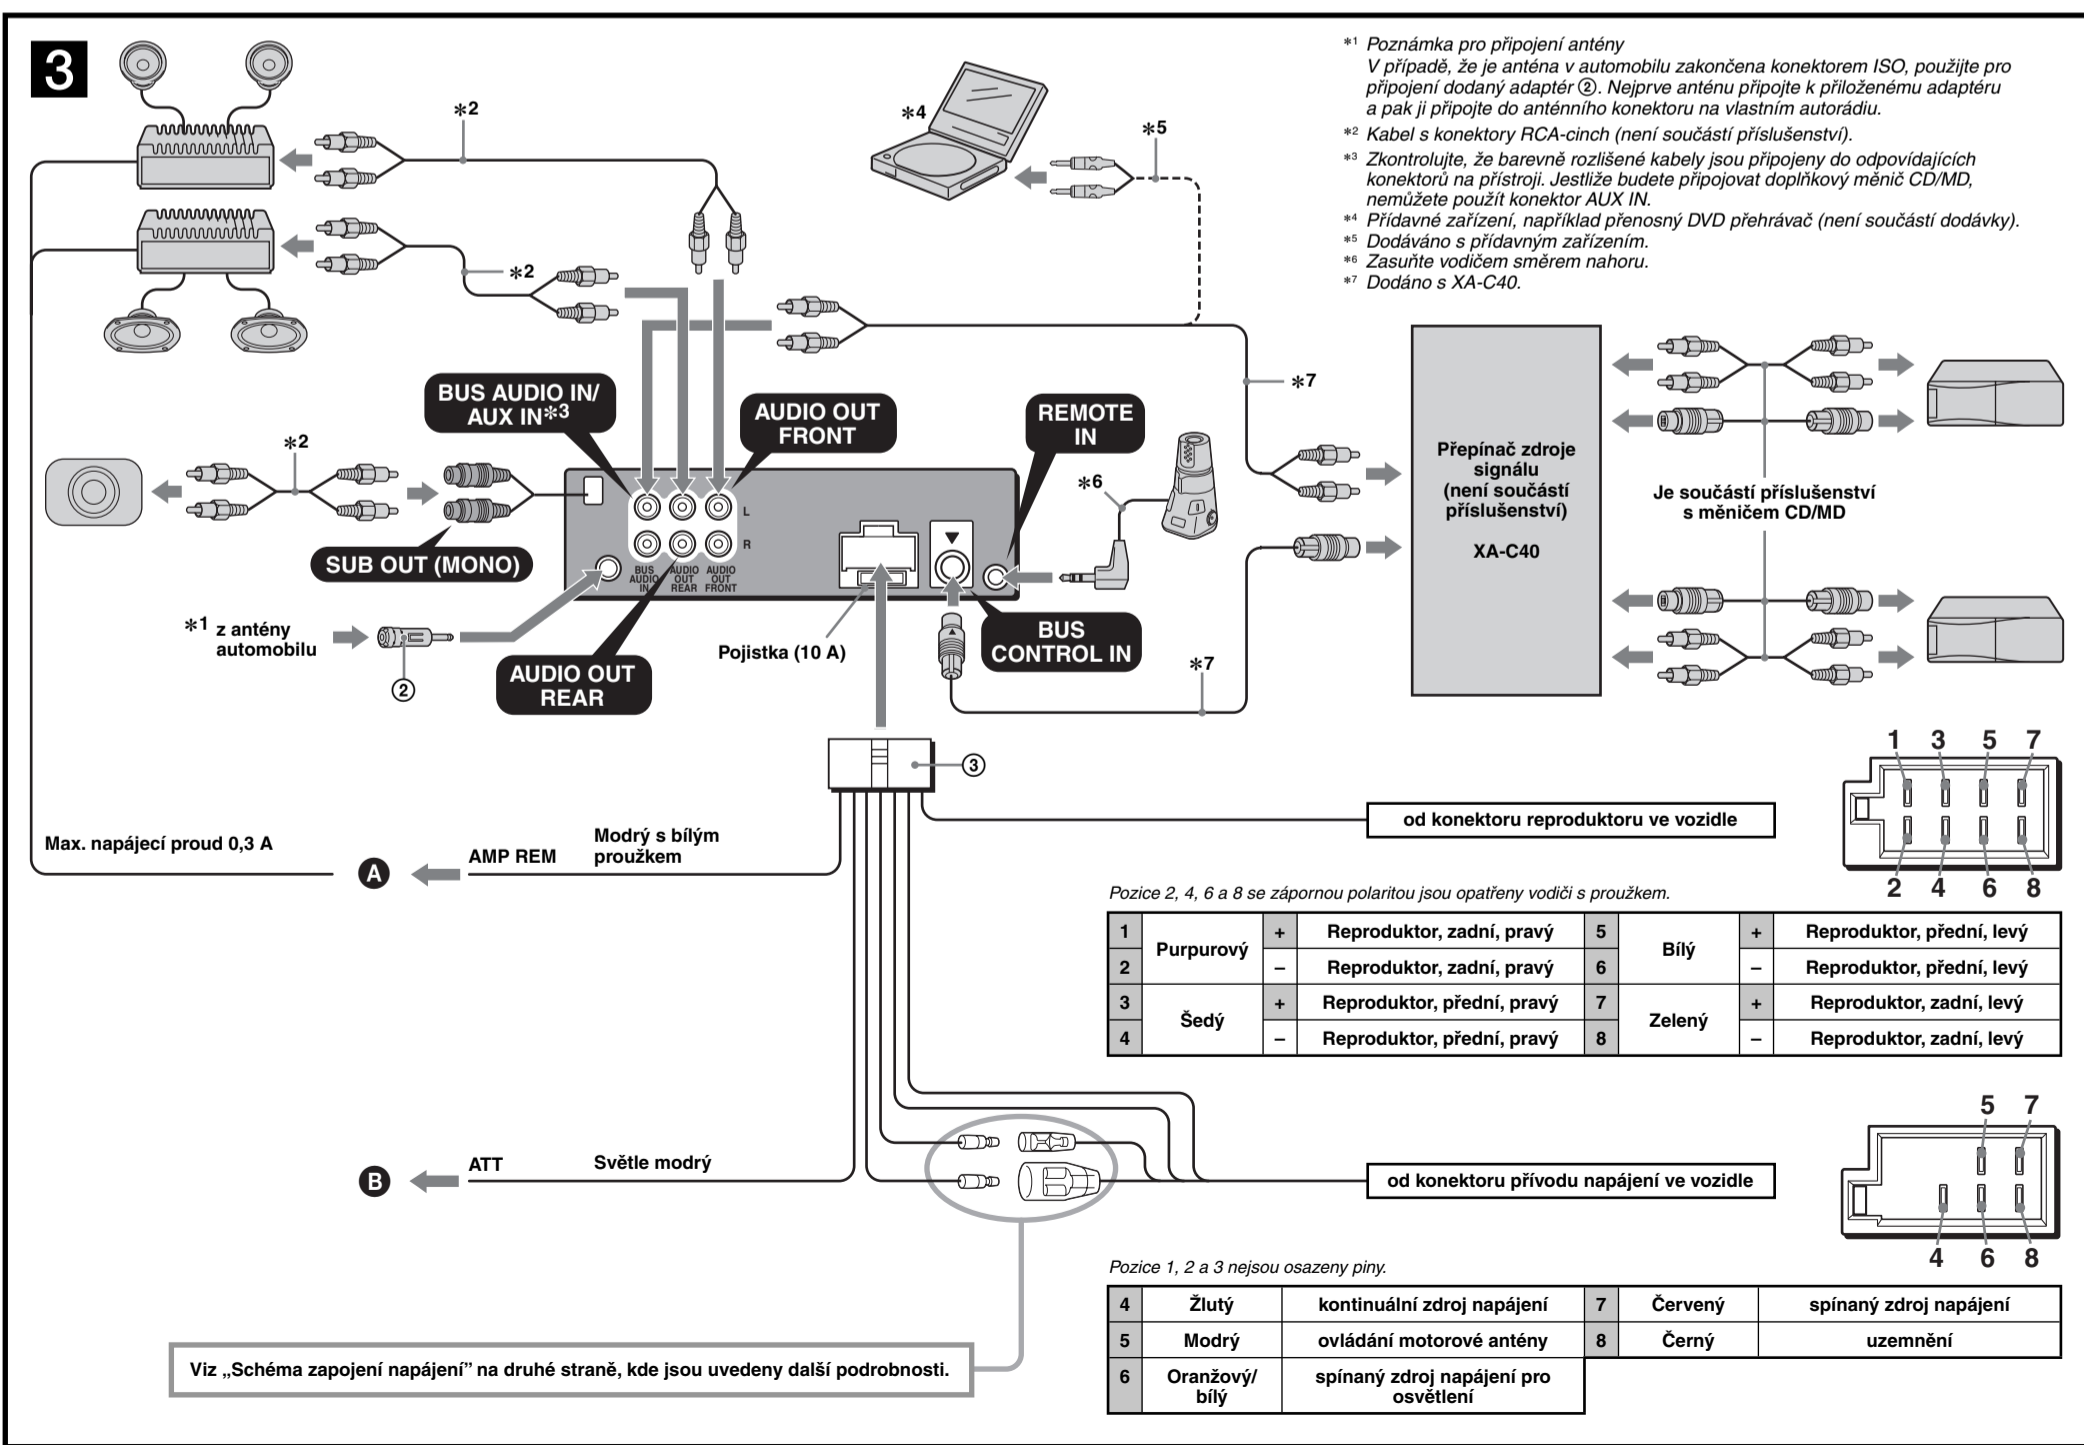 3
*1 Poznámka pro připojení antény
V případě, že je anténa v automobilu zakončena konektorem ISO, použijte pro
připojení dodaný adaptér ②. Nejprve anténu připojte k přiloženému adaptéru
a pak ji připojte do anténního konektoru na vlastním autorádiu.
*2 Kabel s konektory RCA-cinch (není součástí příslušenství).
*3 Zkontrolujte, že barevně rozlišené kabely jsou připojeny do odpovídajících
konektorů na přístroji. Jestliže budete připojovat doplňkový měnič CD/MD,
nemůžete použít konektor AUX IN.
*4 Přídavné zařízení, například přenosný DVD přehrávač (není součástí dodávky).
*5 Dodáváno s přídavným zařízením.
*6 Zasuňte vodičem směrem nahoru.
*7 Dodáno s XA-C40.
*2
*4
*5
*2
*7
BUS AUDIO IN/
AUX IN*3
AUDIO OUT
FRONT
REMOTE
IN
*2
*6
Přepínač zdroje
signálu
(není součástí
příslušenství)
XA-C40
Je součástí příslušenství
s měničem CD/MD
L
R
BUS
AUDIO
IN
AUDIO
OUT
REAR
AUDIO
OUT
FRONT
SUB OUT (MONO)
*1 z antény
automobilu
②
AUDIO OUT
REAR
Pojistka (10 A)
BUS
CONTROL IN
*7
③
1 3 5 7
od konektoru reproduktoru ve vozidle
2 4 6 8
Max. napájecí proud 0,3 A
A
AMP REM
Modrý s bílým
proužkem
Pozice 2, 4, 6 a 8 se zápornou polaritou jsou opatřeny vodiči s proužkem.
1 Purpurový + Reproduktor, zadní, pravý 5 Bílý + Reproduktor, přední, levý
2 – Reproduktor, zadní, pravý 6 – Reproduktor, přední, levý
3 Šedý + Reproduktor, přední, pravý 7 Zelený + Reproduktor, zadní, levý
4 – Reproduktor, přední, pravý 8 – Reproduktor, zadní, levý
B
ATT
Světle modrý
5 7
od konektoru přívodu napájení ve vozidle
4 6 8
Pozice 1, 2 a 3 nejsou osazeny piny.
4 Žlutý kontinuální zdroj napájení 7 Červený spínaný zdroj napájení
5 Modrý ovládání motorové antény 8 Černý uzemnění
6 Oranžový/ spínaný zdroj napájení pro
bílý osvětlení
Viz „Schéma zapojení napájení” na druhé straně, kde jsou uvedeny další podrobnosti.